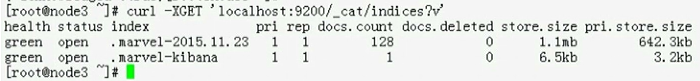 [root@node3 ~]# curl -XGET 'localhost:9200/_cat/indices?v'
health status index pri rep docs.count docs.deleted store.size pri.store.size
green open .marvel-2015.11.23 1 1 128 0 1.1mb 642.3kb
green open .marvel-kibana 1 1 1 0 6.5kb 3.2kb
[root@node3 ~]#